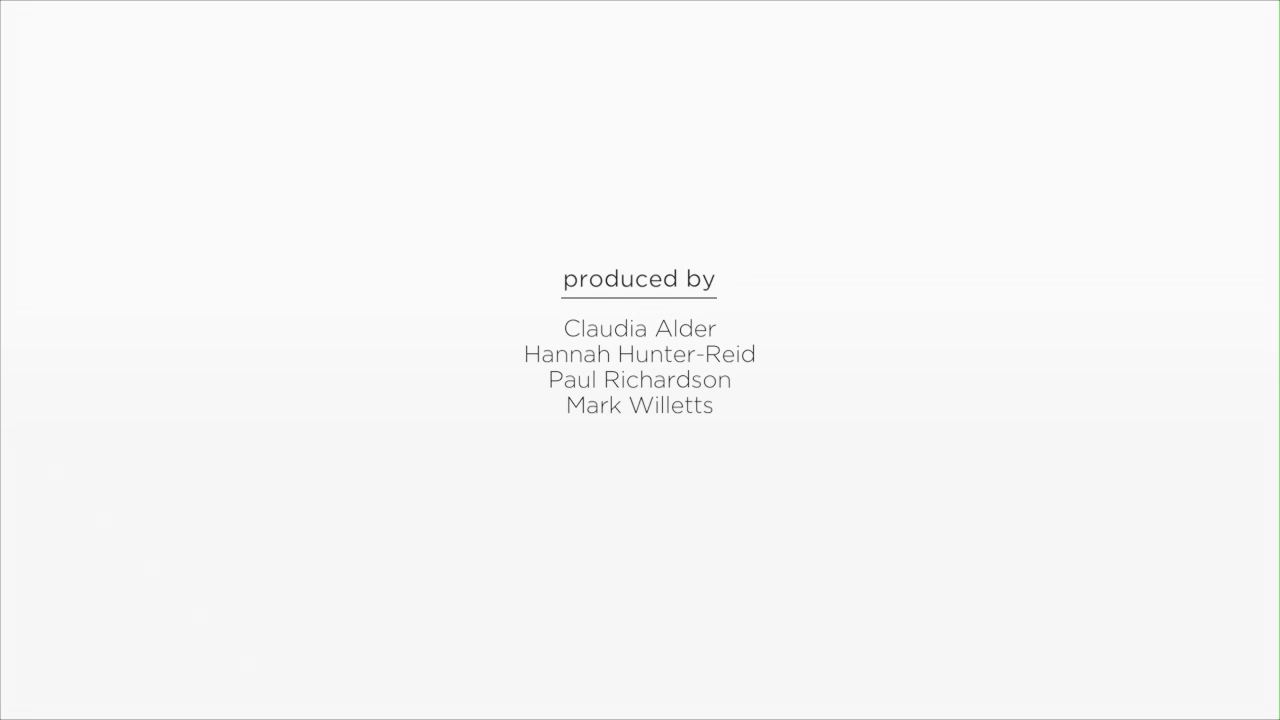 produced by
Claudia Alder
Hannah Hunter-Reid
Paul Richardson
Mark Willetts